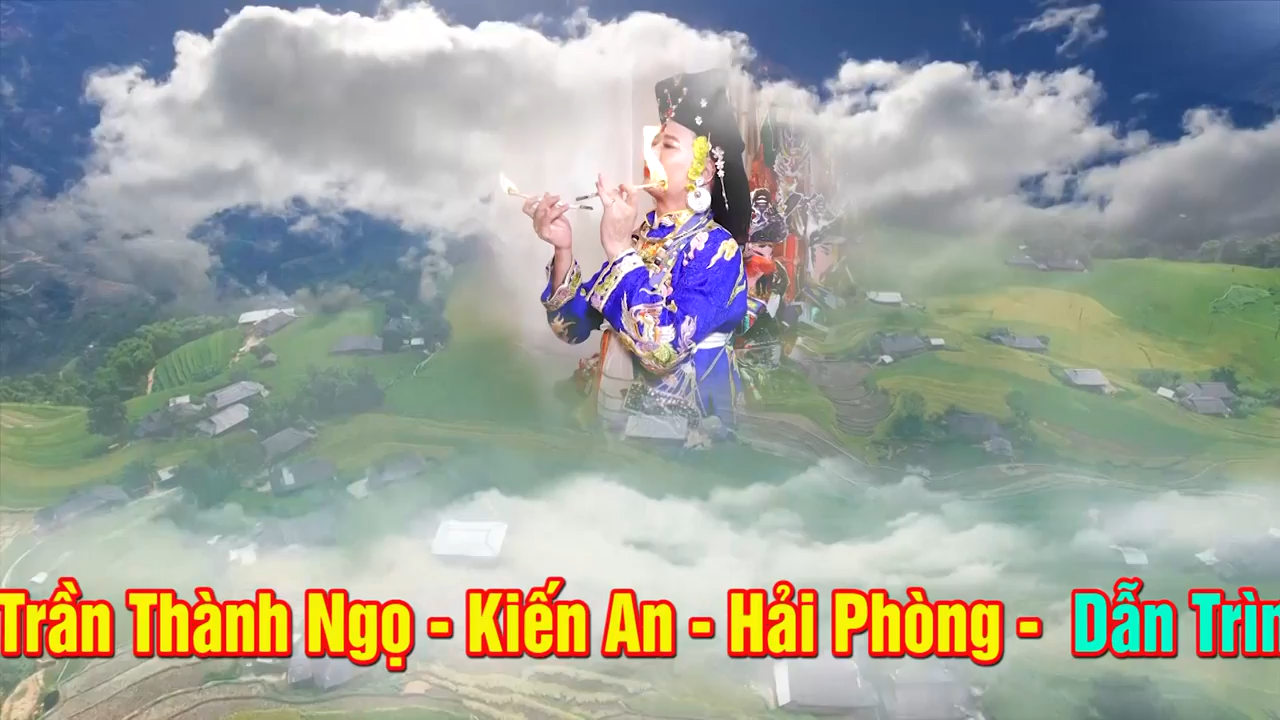 Trần Thành Ngọ - Kiến An - Hải Phòng - Dẫn